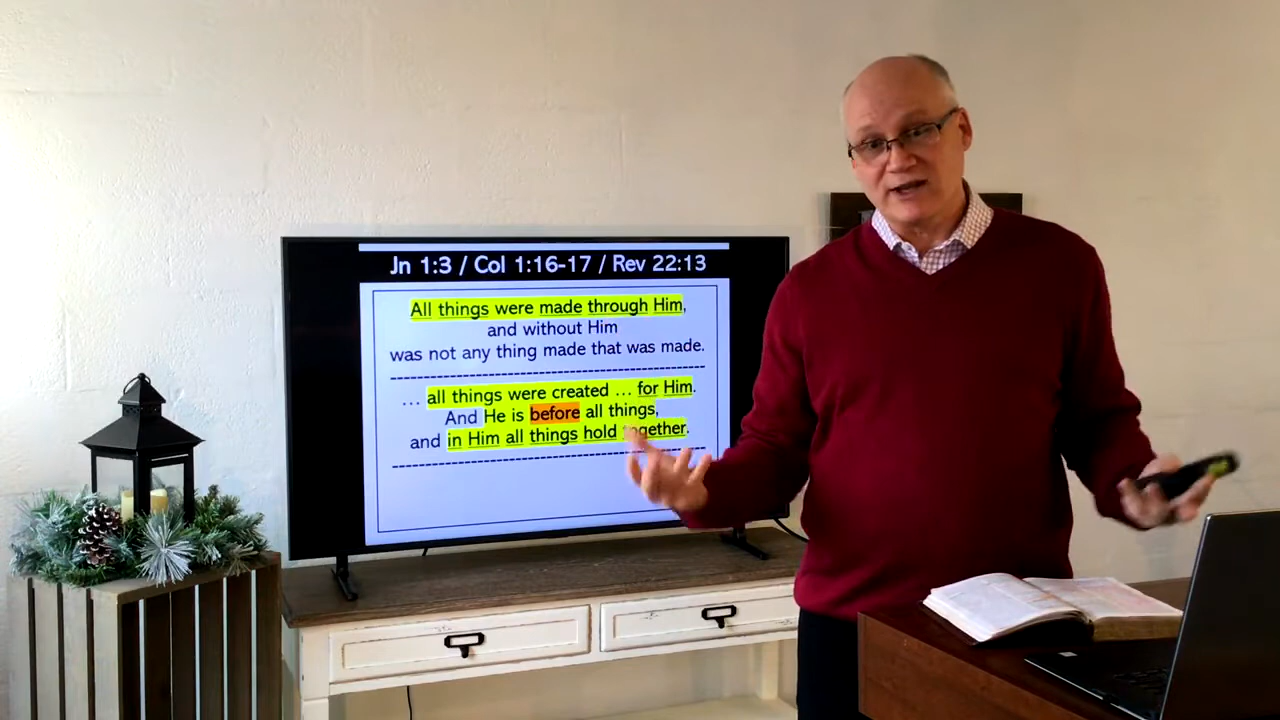 Jn 1:3 / Col 1:16-17 / Rev 22:13
All things were made through Him,
and without Him
was not any thing made that was made.
… all things were created … for Him.
And He is before all things,
and in Him all things hold together.